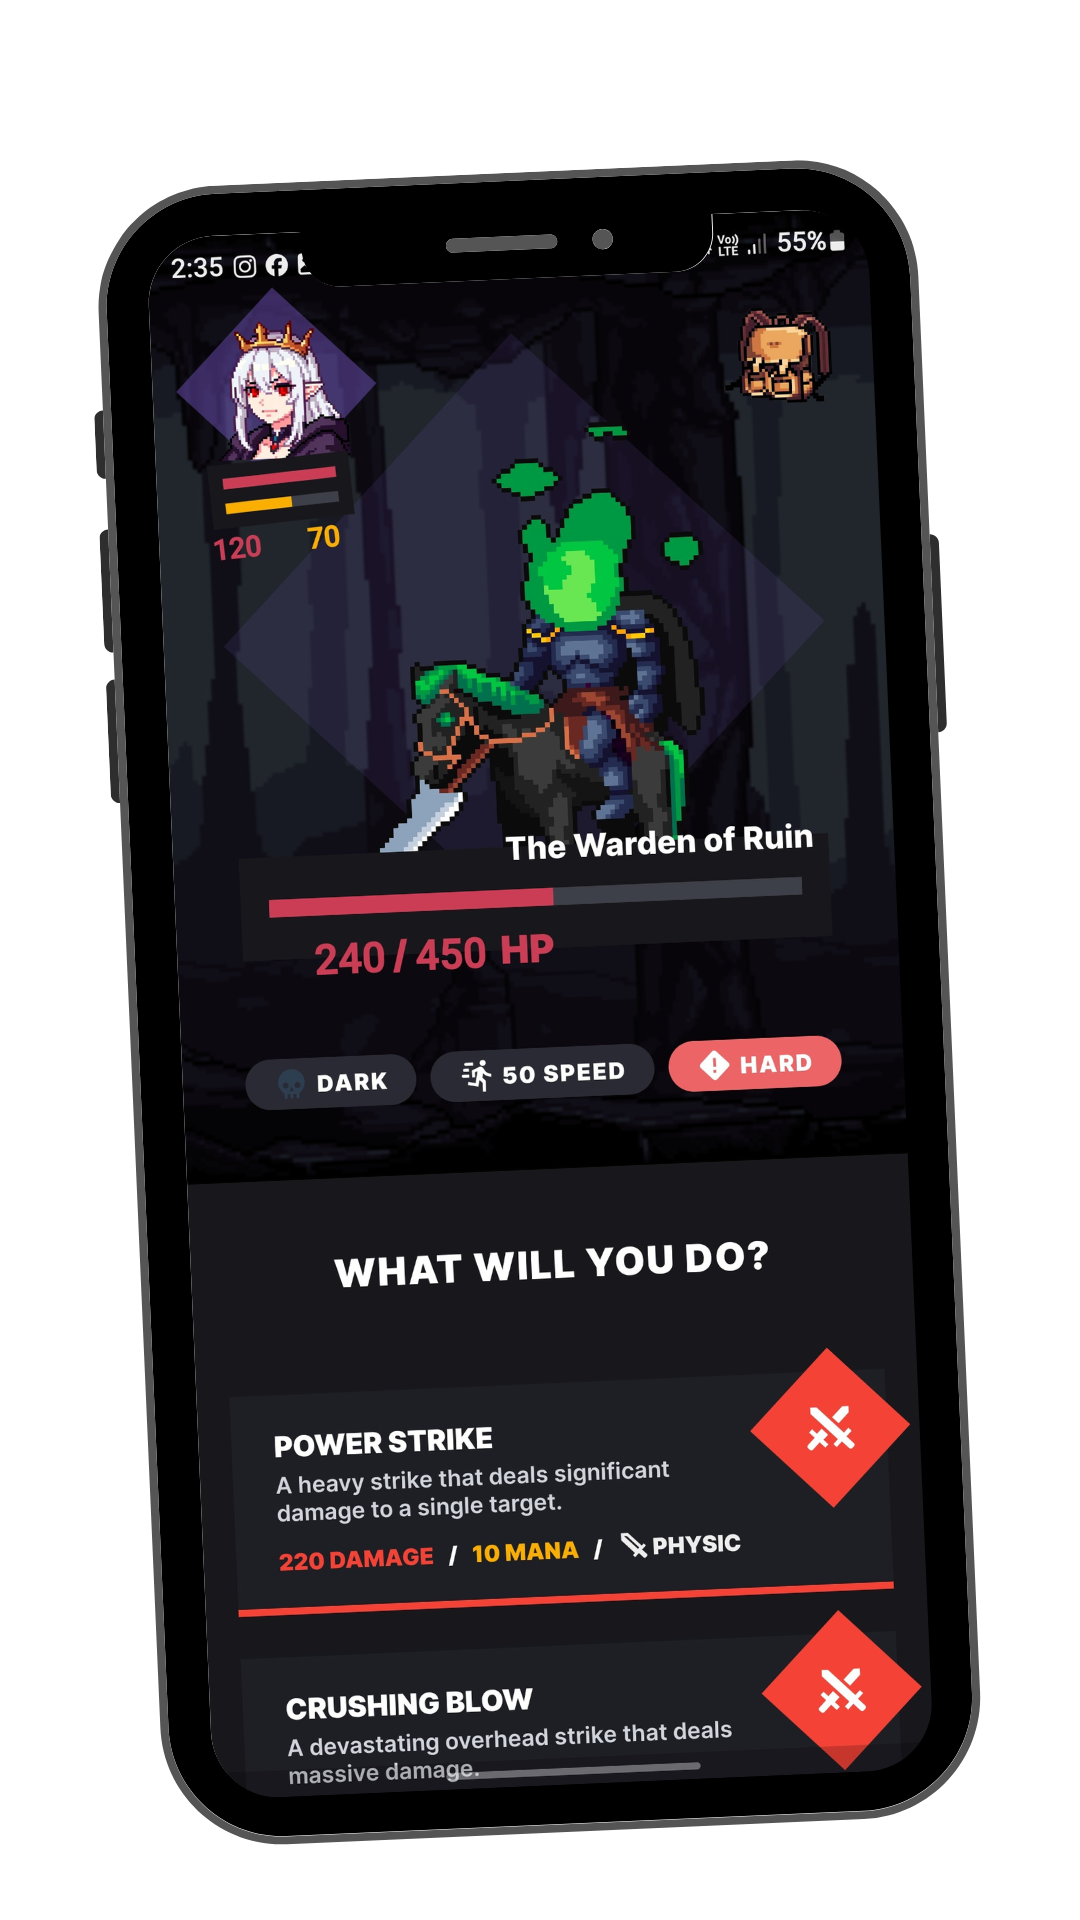 2:35
Vo))
LTE
55%
120
70
The Warden of Ruin
240 / 450 HP
DARK
50 SPEED
HARD
WHAT WILL YOU DO?
POWER STRIKE
A heavy strike that deals significant
damage to a single target.
220 DAMAGE / 10 MANA / PHYSIC
CRUSHING BLOW
A devastating overhead strike that deals
massive damage.